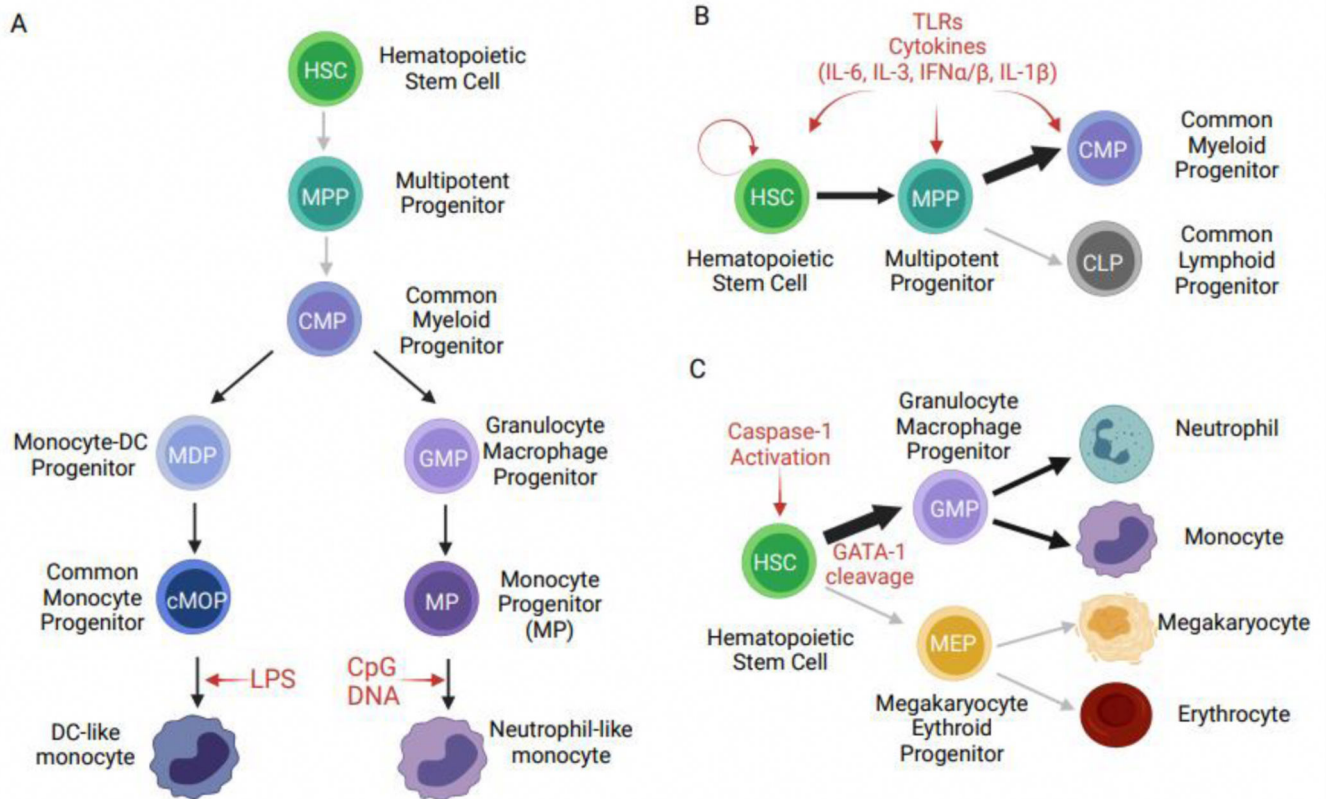 A
HSC
Hematopoietic
Stem Cell
MPP
Multipotent
Progenitor
CMP
Common
Myeloid
Progenitor
Monocyte-DC
Progenitor
MDP
GMP
Granulocyte
Macrophage
Progenitor
Common
Monocyte
Progenitor
cMOP
MP
Monocyte
Progenitor
(MP)
LPS
CpG
DNA
DC-like
monocyte
Neutrophil-like
monocyte
B
TLRs
Cytokines
(IL-6, IL-3, IFNα/β, IL-1β)
HSC
Hematopoietic
Stem Cell
MPP
Multipotent
Progenitor
CMP
Common
Myeloid
Progenitor
CLP
Common
Lymphoid
Progenitor
C
Caspase-1
Activation
HSC
Hematopoietic
Stem Cell
GATA-1
cleavage
Granulocyte
Macrophage
Progenitor
GMP
Neutrophil
Monocyte
MEP
Megakaryocyte
Eythroid
Progenitor
Megakaryocyte
Erythrocyte